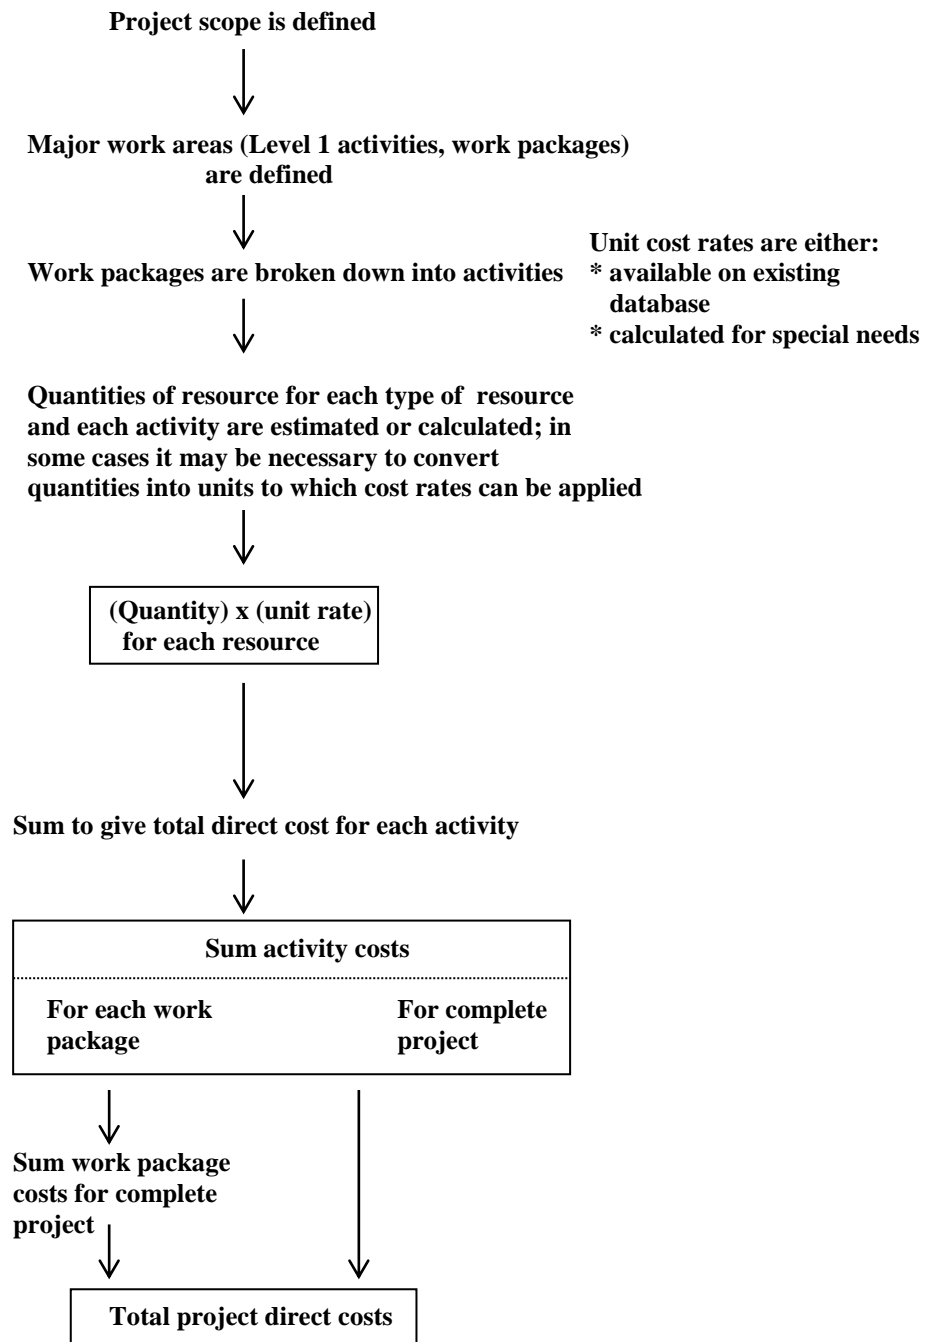 Project scope is defined
Major work areas (Level 1 activities, work packages)
are defined
Work packages are broken down into activities
Unit cost rates are either:
* available on existing
database
* calculated for special needs
Quantities of resource for each type of resource
and each activity are estimated or calculated; in
some cases it may be necessary to convert
quantities into units to which cost rates can be applied
(Quantity) x (unit rate)
for each resource
Sum to give total direct cost for each activity
Sum activity costs
For each work
package
For complete
project
Sum work package
costs for complete
project
Total project direct costs